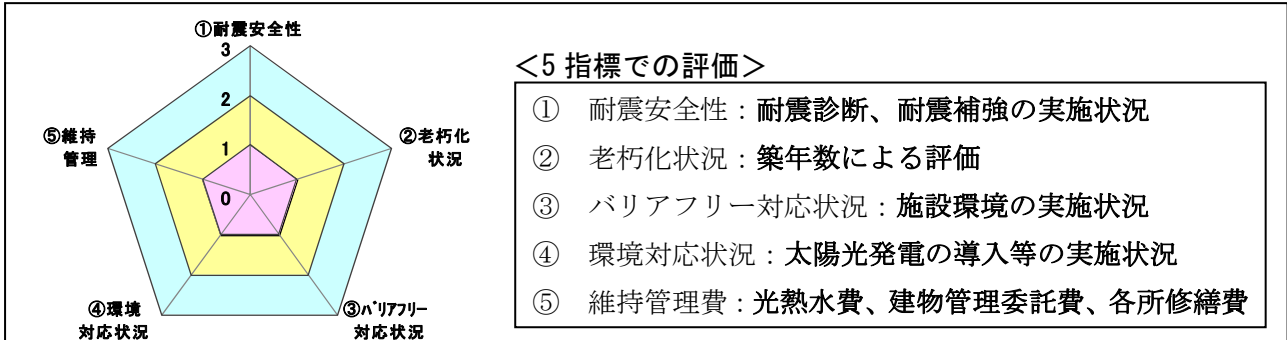 ①耐震安全性
3
2
1
0
②老朽化
状況
③バリアフリー
対応状況
④環境
対応状況
⑤維持
管理
<5指標での評価>
① 耐震安全性：耐震診断、耐震補強の実施状況
② 老朽化状況：築年数による評価
③ バリアフリー対応状況：施設環境の実施状況
④ 環境対応状況：太陽光発電の導入等の実施状況
⑤ 維持管理費：光熱水費、建物管理委託費、各所修繕費